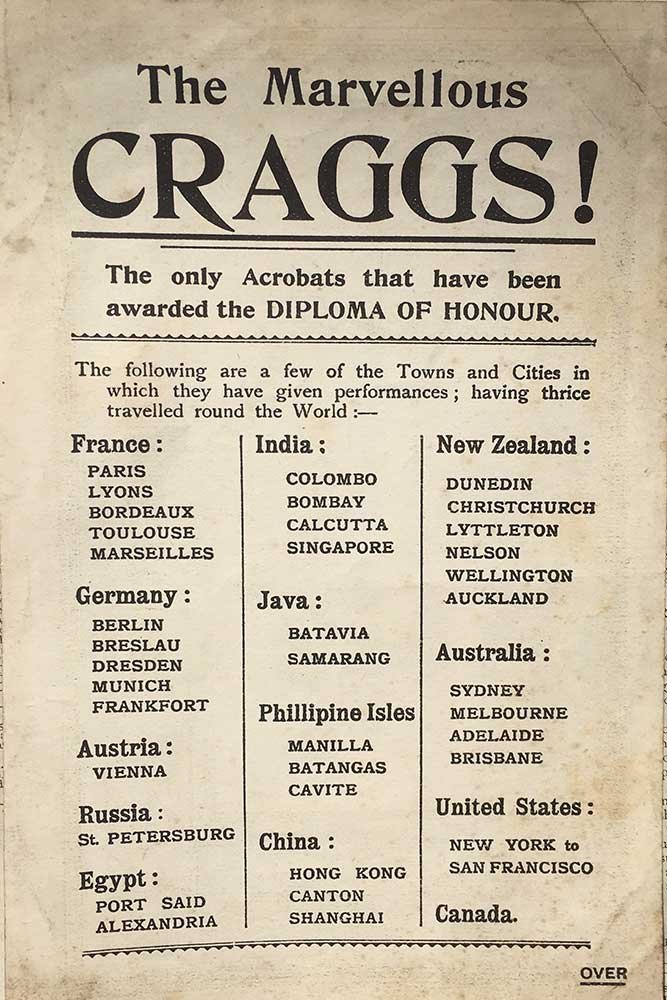 The Marvellous
CRAGGS!
The only Acrobats that have been
awarded the DIPLOMA OF HONOUR.
The following are a few of the Towns and Cities in
which they have given performances; having thrice
travelled round the World:—
France:
PARIS
LYONS
BORDEAUX
TOULOUSE
MARSEILLES
Germany:
BERLIN
BRESLAU
DRESDEN
MUNICH
FRANKFORT
Austria:
VIENNA
Russia:
St. PETERSBURG
Egypt:
PORT SAID
ALEXANDRIA
India:
COLOMBO
BOMBAY
CALCUTTA
SINGAPORE
Java:
BATAVIA
SAMARANG
Phillipine Isles
MANILLA
BATANGAS
CAVITE
China:
HONG KONG
CANTON
SHANGHAI
New Zealand:
DUNEDIN
CHRISTCHURCH
LYTTLETON
NELSON
WELLINGTON
AUCKLAND
Australia:
SYDNEY
MELBOURNE
ADELAIDE
BRISBANE
United States:
NEW YORK to
SAN FRANCISCO
Canada.
OVER